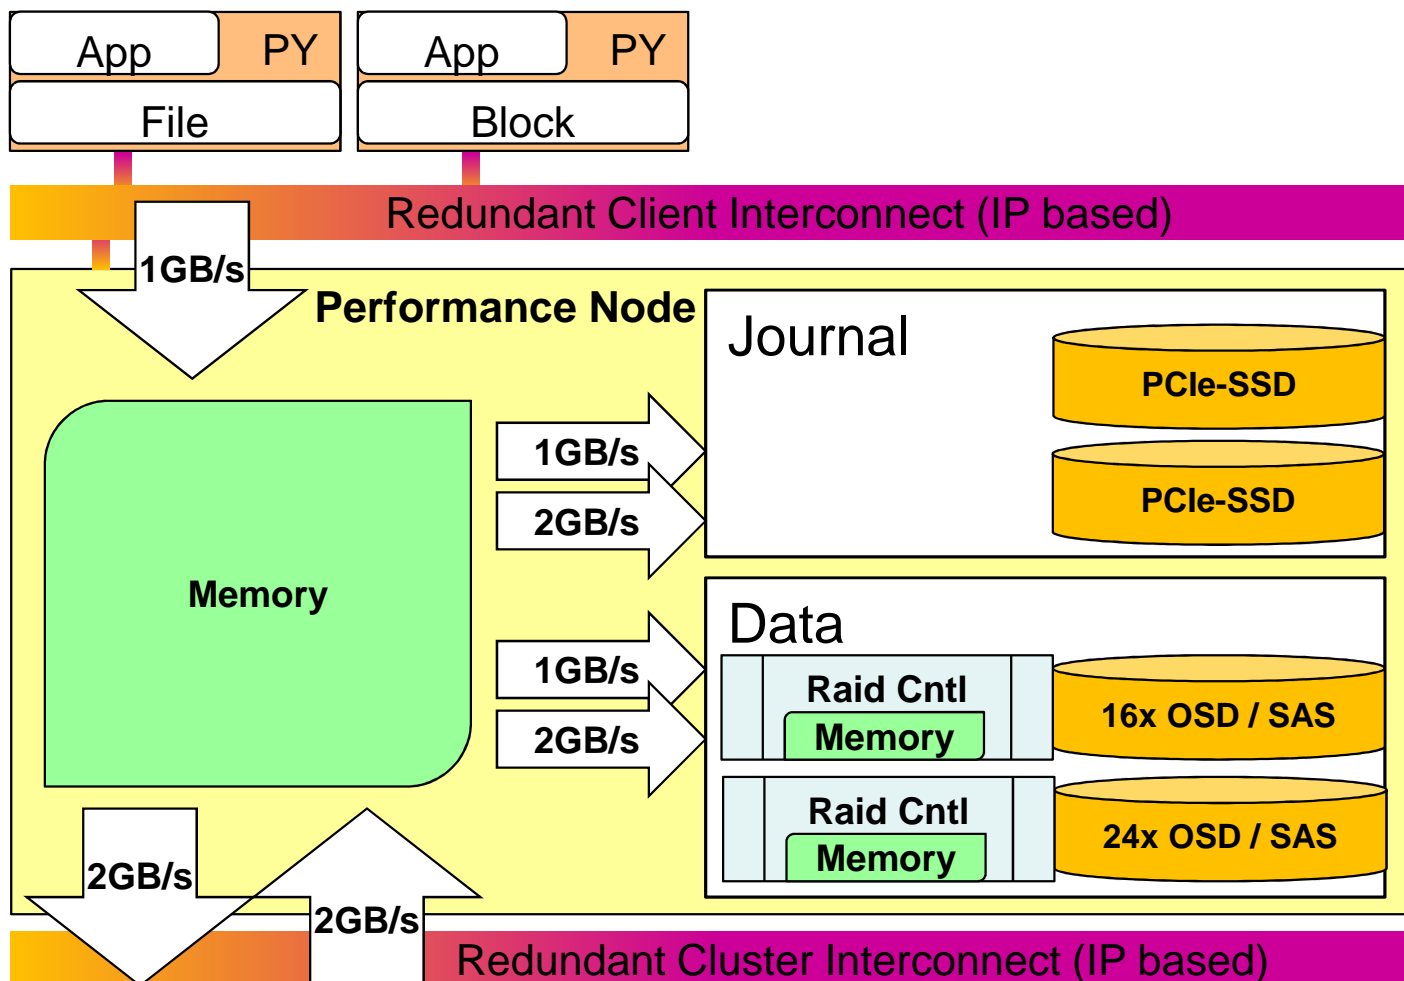 App PY App PY
File Block
Redundant Client Interconnect (IP based)
1GB/s
Performance Node
Journal
PCIe-SSD
1GB/s
PCIe-SSD
2GB/s
Memory
Data
1GB/s
Raid Cntl
16x OSD / SAS
2GB/s
Memory
Raid Cntl
24x OSD / SAS
Memory
2GB/s
2GB/s
Redundant Cluster Interconnect (IP based)